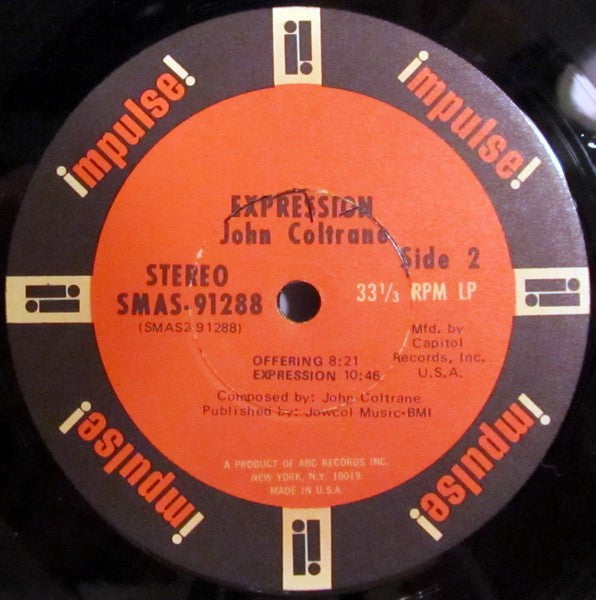 impulse!
impulse!
EXPRESSION
John Coltrane
Side 2
STEREO
SMAS-91288
(SMAS2 91288)
33 1/3 RPM LP
Mfd. by
Capitol
Records, Inc.
U.S.A.
OFFERING 8:21
EXPRESSION 10:46
Composed by: John Coltrane
Published by: Jowcol Music-BMI
A PRODUCT OF ABC RECORDS INC.
NEW YORK, N.Y. 10019
MADE IN U.S.A.
impulse!
impulse!